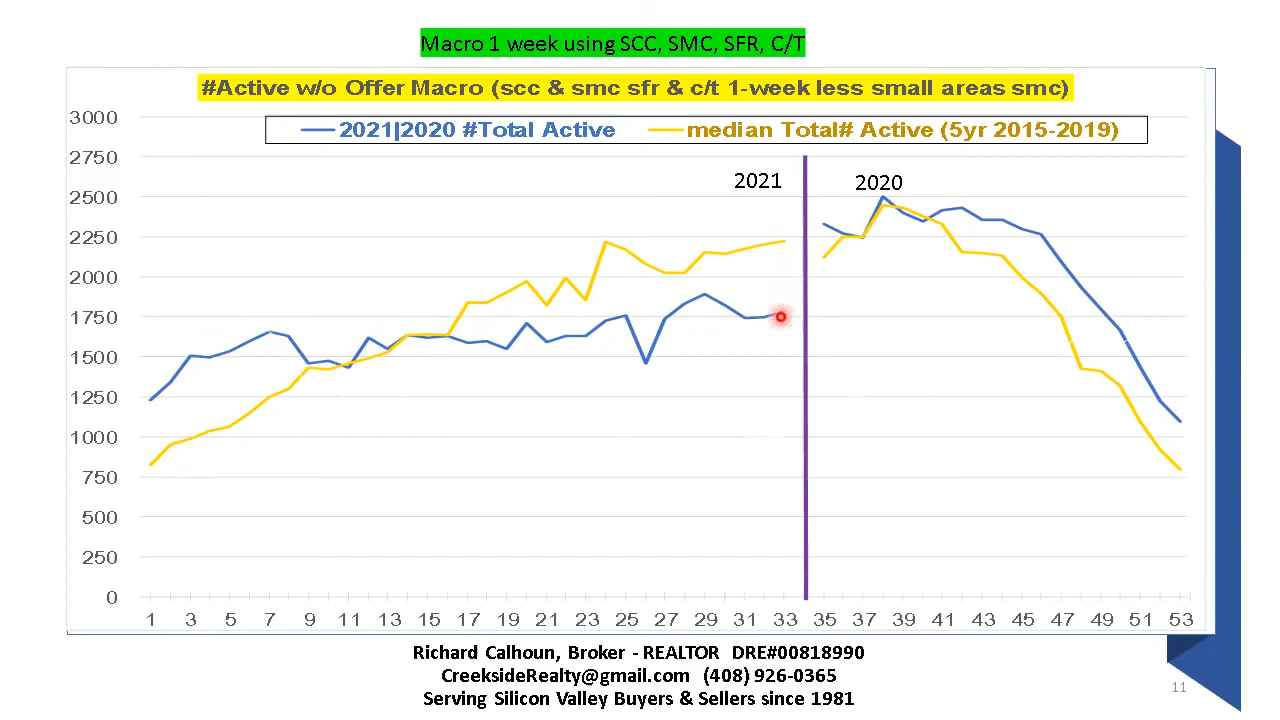 Macro 1 week using SCC, SMC, SFR, C/T
#Active w/o Offer Macro (scc & smc sfr & c/t 1-week less small areas smc)
2021|2020 #Total Active
median Total# Active (5yr 2015-2019)
3000
2750
2500
2250
2000
1750
1500
1250
1000
750
500
250
0
2021
2020
1 3 5 7 9 11 13 15 17 19 21 23 25 27 29 31 33 35 37 39 41 43 45 47 49 51 53
Richard Calhoun, Broker - REALTOR DRE#00818990
CreeksideRealty@gmail.com (408) 926-0365
Serving Silicon Valley Buyers & Sellers since 1981
11